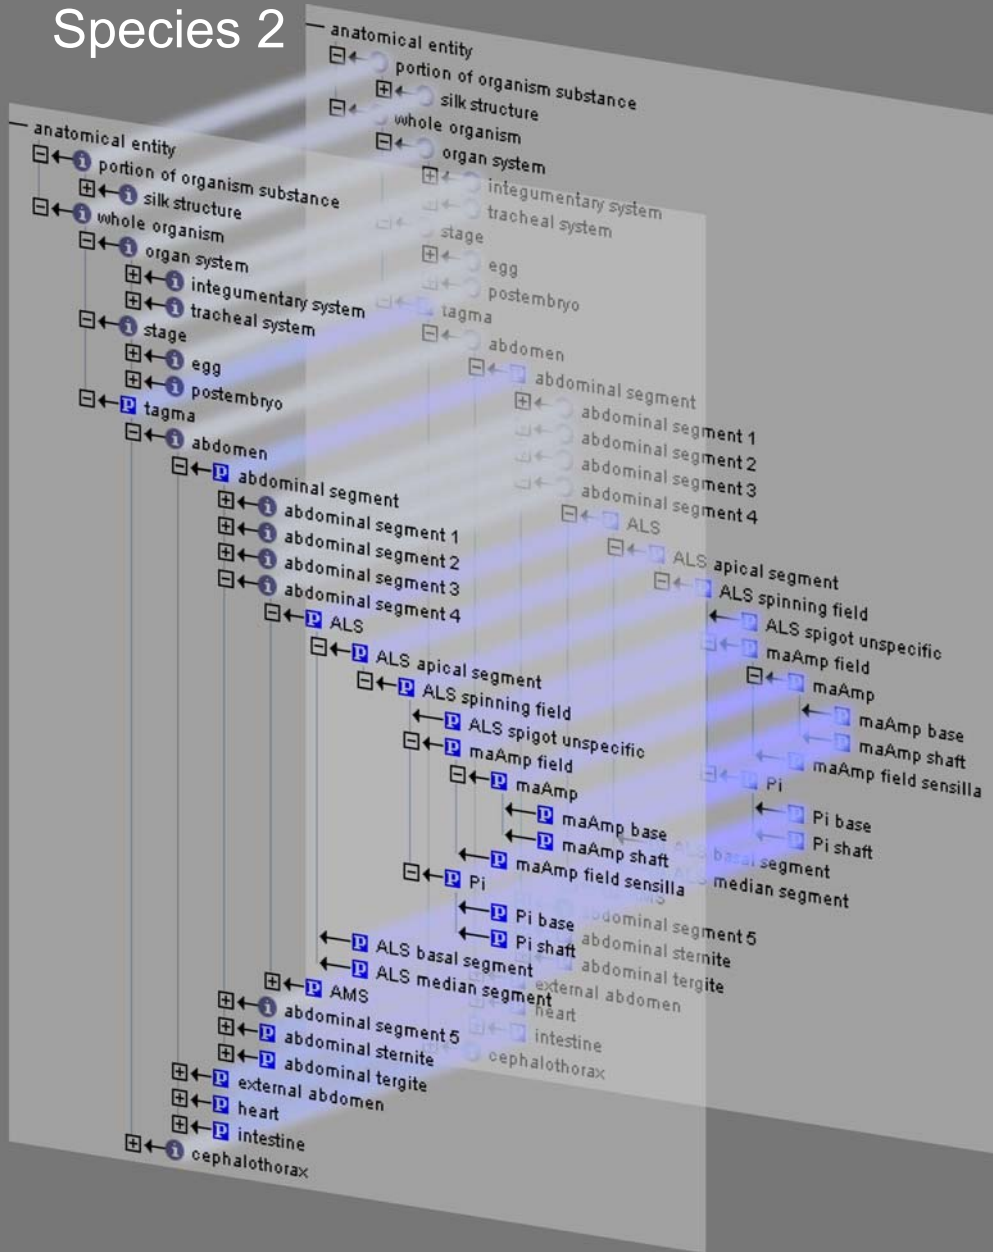 Species 2
anatomical entity
portion of organism substance
silk structure
whole organism
organ system
integumentary system
tracheal system
stage
egg
postembryo
tagma
abdomen
abdominal segment
abdominal segment 1
abdominal segment 2
abdominal segment 3
abdominal segment 4
ALS
ALS apical segment
ALS spinning field
ALS spigot unspecific
maAmp field
maAmp
maAmp base
maAmp shaft
maAmp field sensilla
Pi
Pi base
Pi shaft
ALS basal segment
ALS median segment
AMS
abdominal segment 5
abdominal sternite
abdominal tergite
external abdomen
heart
intestine
cephalothorax
anatomical entity
portion of organism substance
silk structure
whole organism
organ system
integumentary system
tracheal system
stage
egg
postembryo
tagma
abdomen
abdominal segment
abdominal segment 1
abdominal segment 2
abdominal segment 3
abdominal segment 4
ALS
ALS apical segment
ALS spinning field
ALS spigot unspecific
maAmp field
maAmp
maAmp base
maAmp shaft
maAmp field sensilla
Pi
Pi base
Pi shaft
ALS basal segment
ALS median segment
AMS
abdominal segment 5
abdominal sternite
abdominal tergite
external abdomen
heart
intestine
cephalothorax